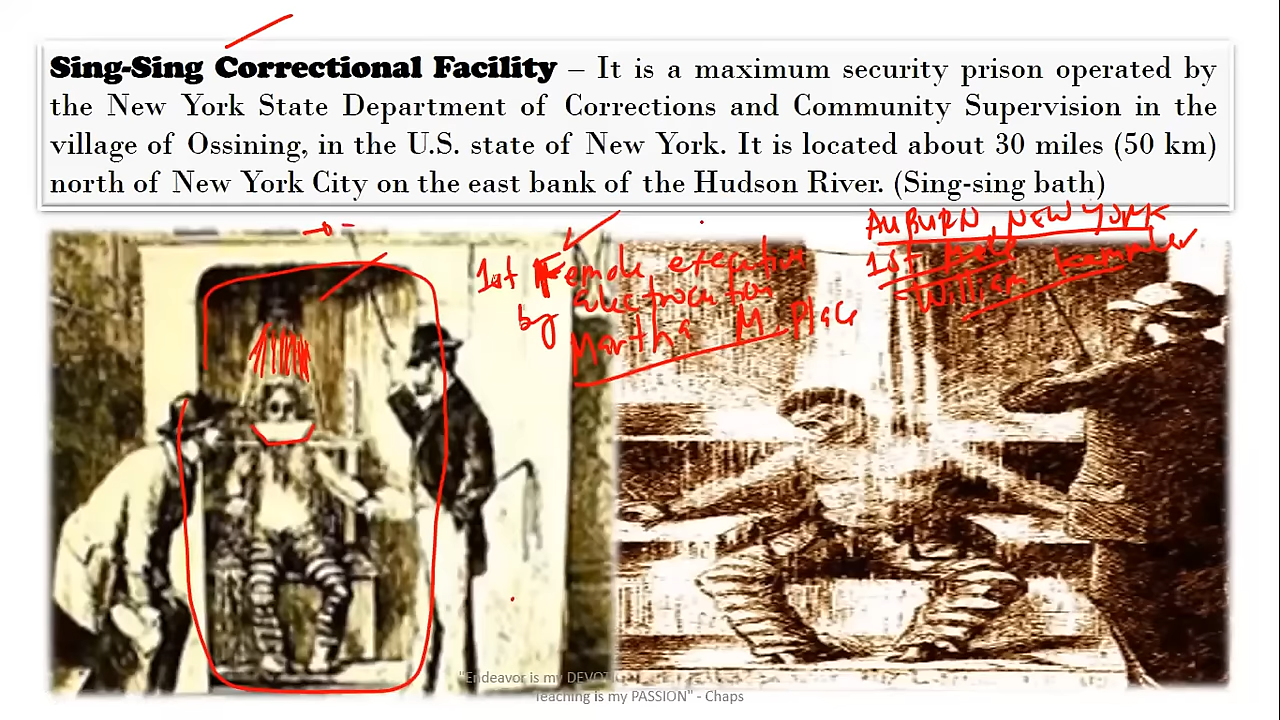 Sing-Sing Correctional Facility – It is a maximum security prison operated by
the New York State Department of Corrections and Community Supervision in the
village of Ossining, in the U.S. state of New York. It is located about 30 miles (50 km)
north of New York City on the east bank of the Hudson River. (Sing-sing bath)
AUBURN, NEW YORK
1st
William Kemmler
1st Female
by
Martha M. Place
"Endeavor is my
Teaching is my PASSION" - Chaps